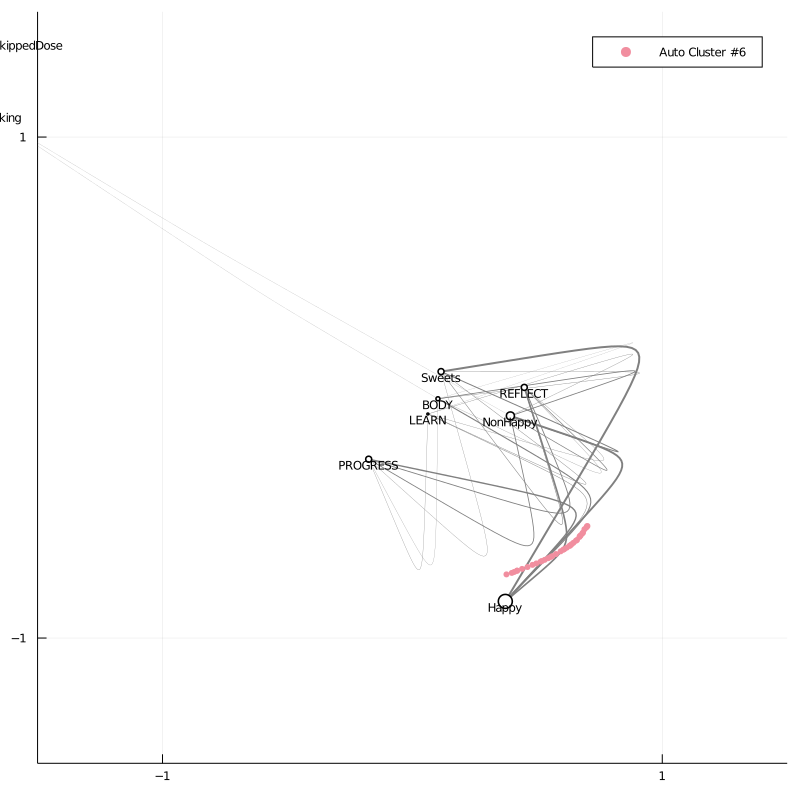 kippedDose
Auto Cluster #6
king
1
Sweets
REFLECT
BODY
LEARN
NonHappy
PROGRESS
Happy
−1
−1
1